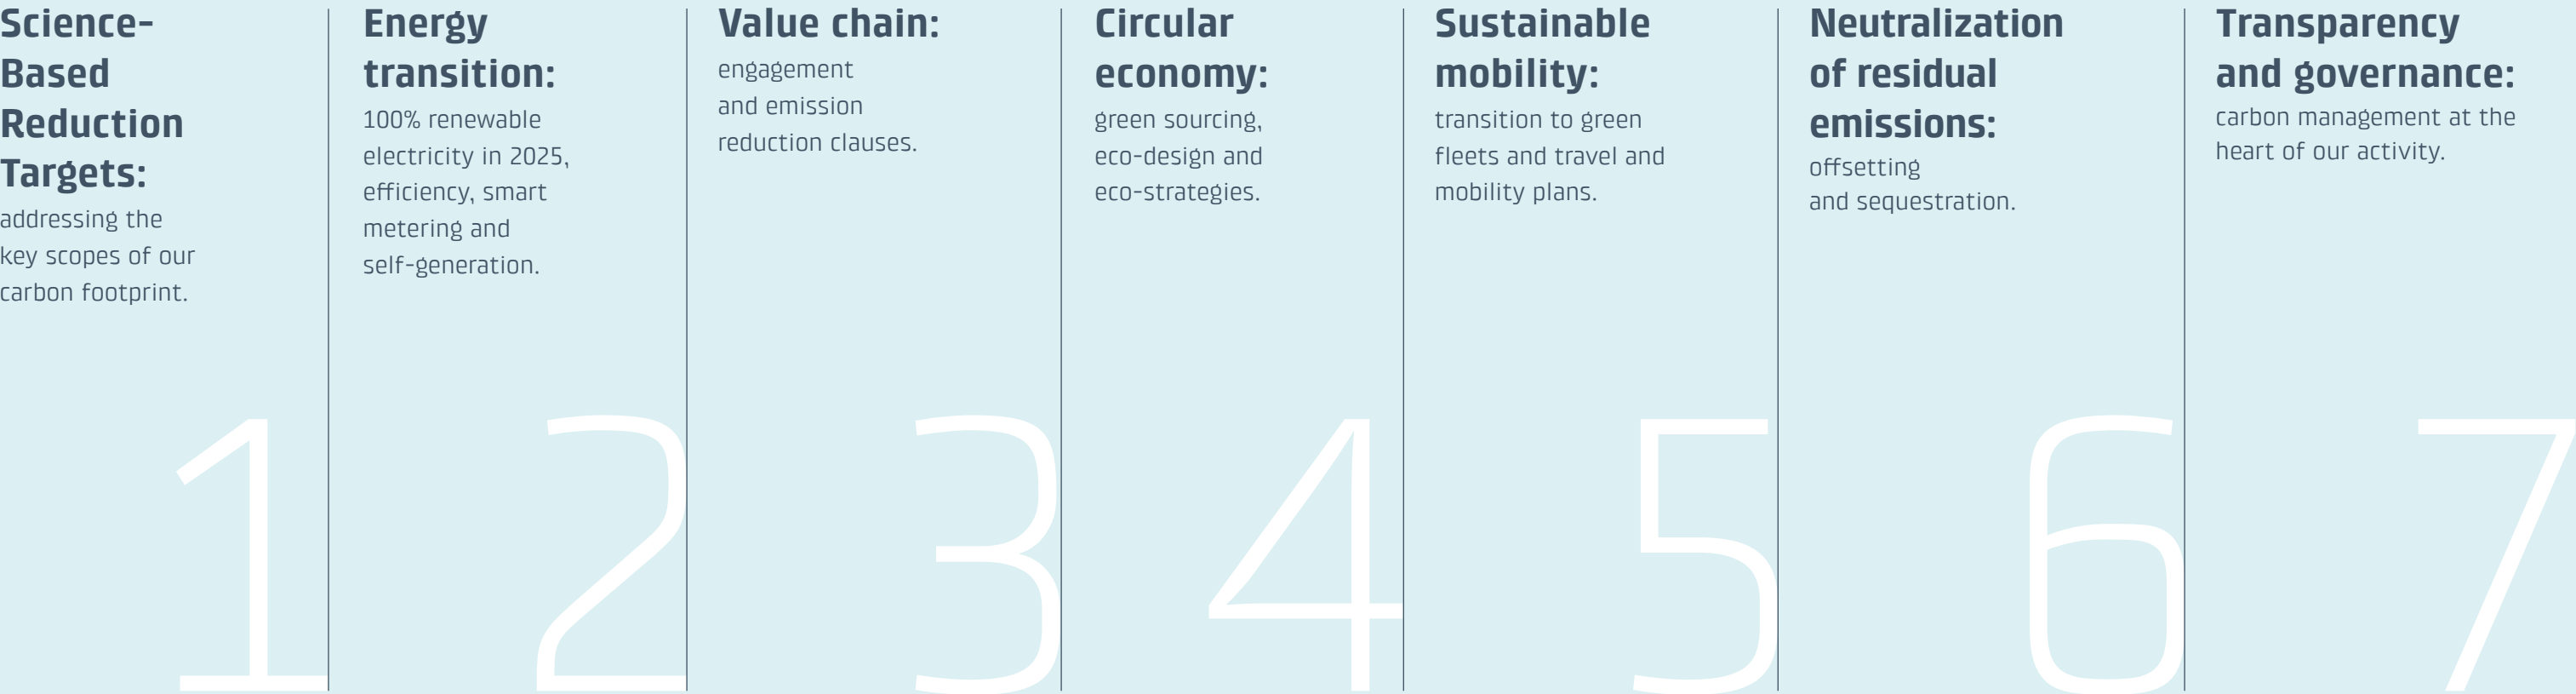 Science-
Based
Reduction
Targets:
addressing the
key scopes of our
carbon footprint.
1
Energy
transition:
100% renewable
electricity in 2025,
efficiency, smart
metering and
self-generation.
2
Value chain:
engagement
and emission
reduction clauses.
3
Circular
economy:
green sourcing,
eco-design and
eco-strategies.
4
Sustainable
mobility:
transition to green
fleets and travel and
mobility plans.
5
Neutralization
of residual
emissions:
offsetting
and sequestration.
6
Transparency
and governance:
carbon management at the
heart of our activity.
7